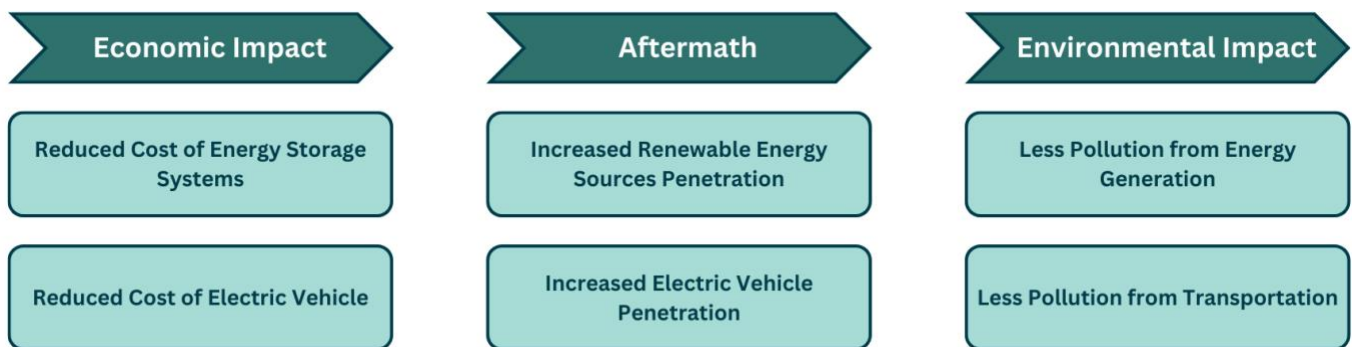 Economic Impact
Aftermath
Environmental Impact
Reduced Cost of Energy Storage
Systems
Increased Renewable Energy
Sources Penetration
Less Pollution from Energy
Generation
Reduced Cost of Electric Vehicle
Increased Electric Vehicle
Penetration
Less Pollution from Transportation